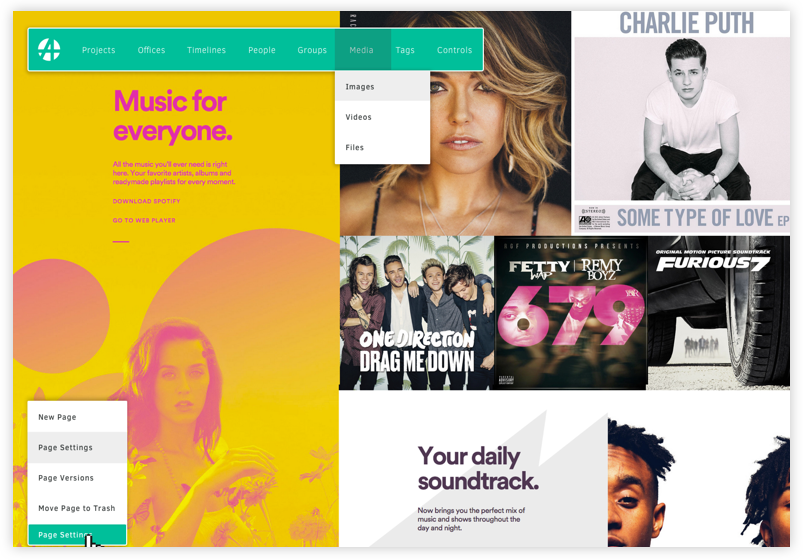 Projects Offices Timelines People Groups Media Tags Controls
Images
Videos
Files
Music for
everyone.
All the music you'll ever need is right
here. Your favorite artists, albums and
readymade playlists for every moment.
DOWNLOAD SPOTIFY
GO TO WEB PLAYER
CHARLIE PUTH
SOME TYPE OF LOVE EP
ONE DIRECTION
DRAG ME DOWN
RGF PRODUCTIONS PRESENTS
FETTY WAP | REMY BOYZ
679
ORIGINAL MOTION PICTURE SOUNDTRACK
FURIOUS 7
New Page
Page Settings
Page Versions
Move Page to Trash
Page Setting
Your daily
soundtrack.
Now brings you the perfect mix of
music and shows throughout the
day and night.